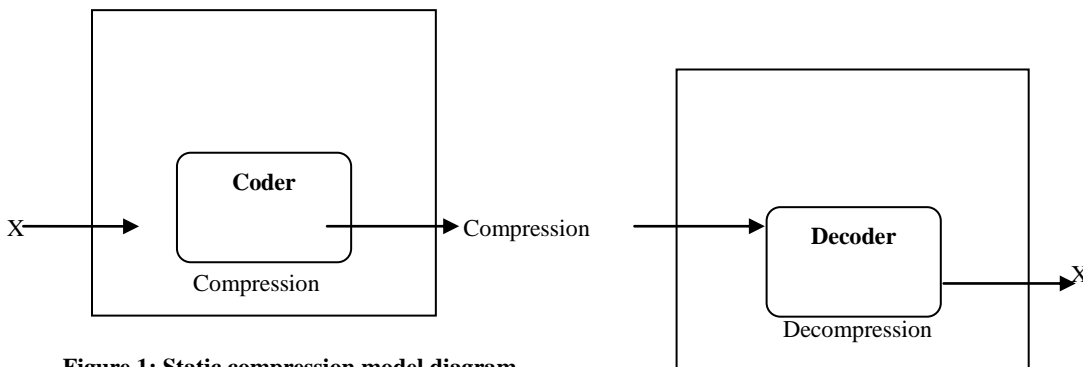 Coder
X
Compression
Compression
Decoder
X
Decompression
Figure 1: Static compression model diagram